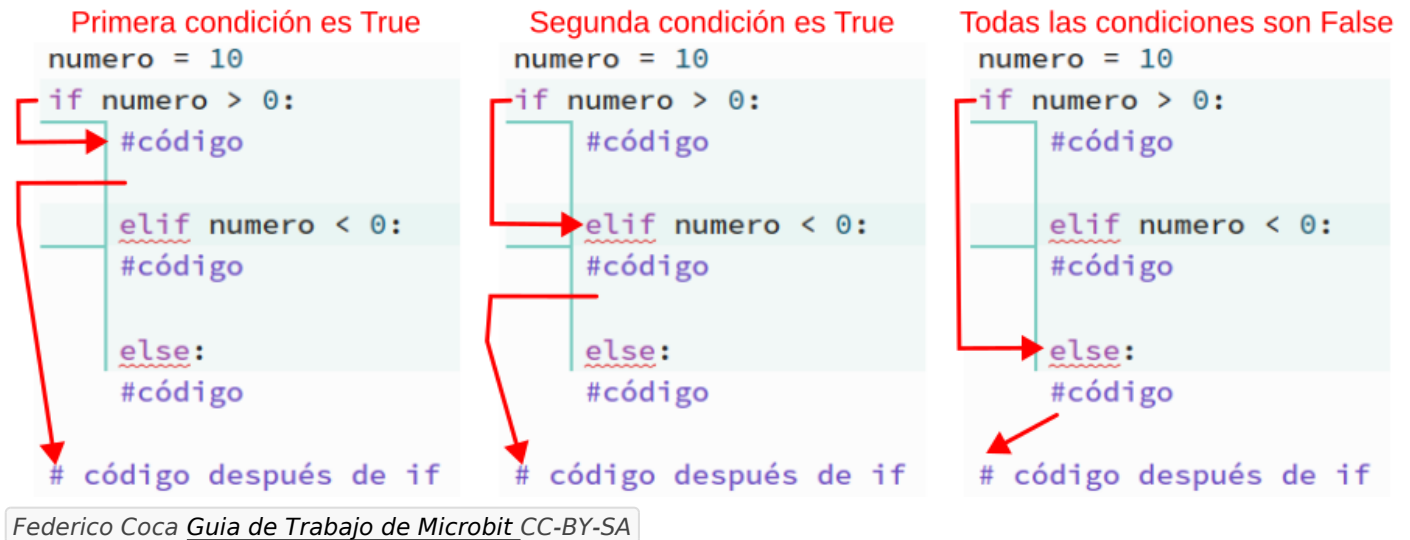 Primera condición es True
numero = 10
if numero > 0:
#código
elif numero < 0:
#código
else:
#código
# código después de if
Segunda condición es True
numero = 10
if numero > 0:
#código
elif numero < 0:
#código
else:
#código
# código después de if
Todas las condiciones son False
numero = 10
if numero > 0:
#código
elif numero < 0:
#código
else:
#código
# código después de if
Federico Coca Guia de Trabajo de Microbit CC-BY-SA